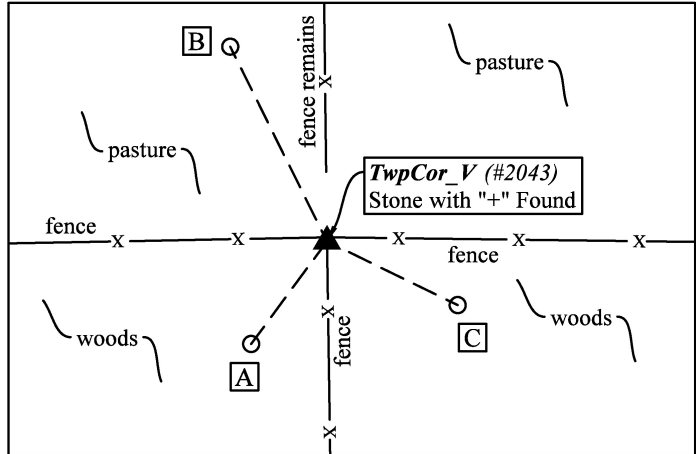 B
fence remains
x
pasture
pasture
TwpCor_V (#2043)
Stone with "+" Found
fence
x
x
x
x
x
fence
woods
x
fence
A
C
woods
x